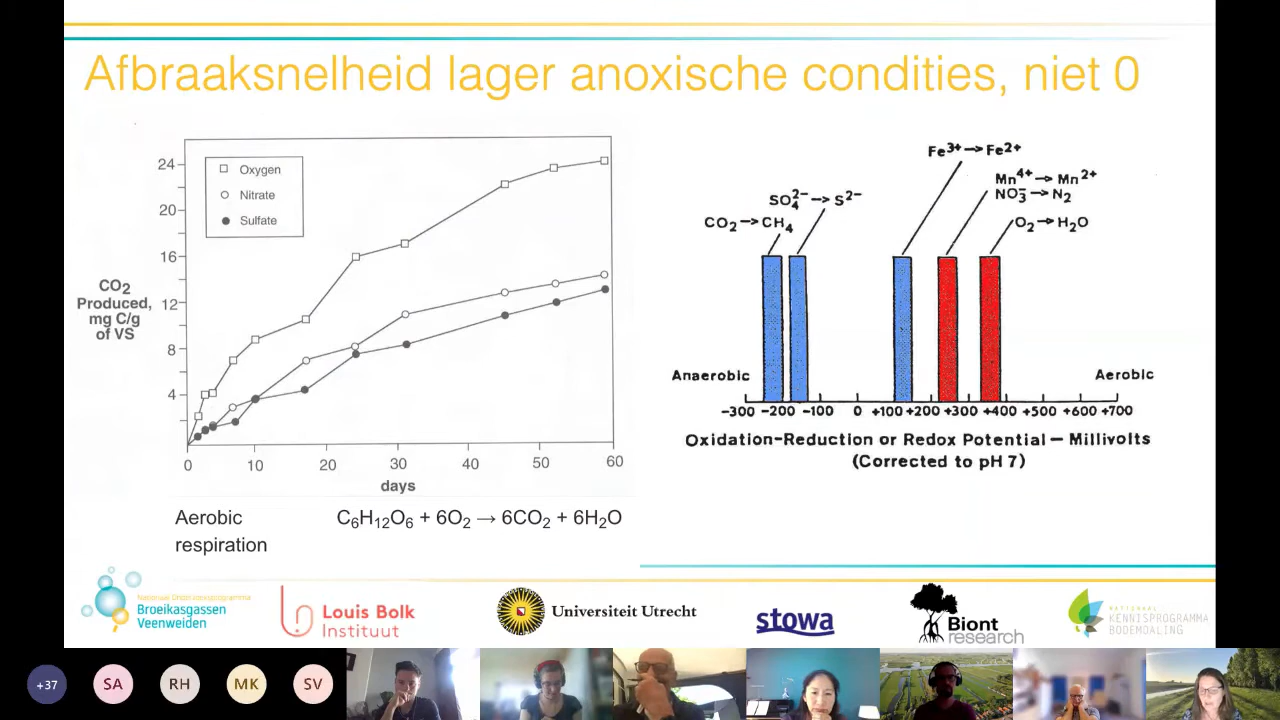 Afbraaksnelheid lager anoxische condities, niet 0
24
20
16
12
8
4
Oxygen
Nitrate
Sulfate
CO2
Produced,
mg C/g
of VS
0
10
20
30
40
50
60
days
Fe3+→Fe2+
Mn4+→Mn2+
NO3−→N2
SO42−→S2−
CO2→CH4
O2→H2O
Anaerobic
Aerobic
−300 −200 −100 0 +100 +200 +300 +400 +500 +600 +700
Oxidation-Reduction or Redox Potential — Millivolts
(Corrected to pH 7)
Aerobic
respiration
C6H12O6 + 6O2 → 6CO2 + 6H2O
Broeikasgassen
Veenweiden
Louis Bolk
Instituut
Universiteit Utrecht
stowa
Biont
research
NATIONAAL
KENNISPROGRAMMA
BODEMDALING
+37
SA
RH
MK
SV